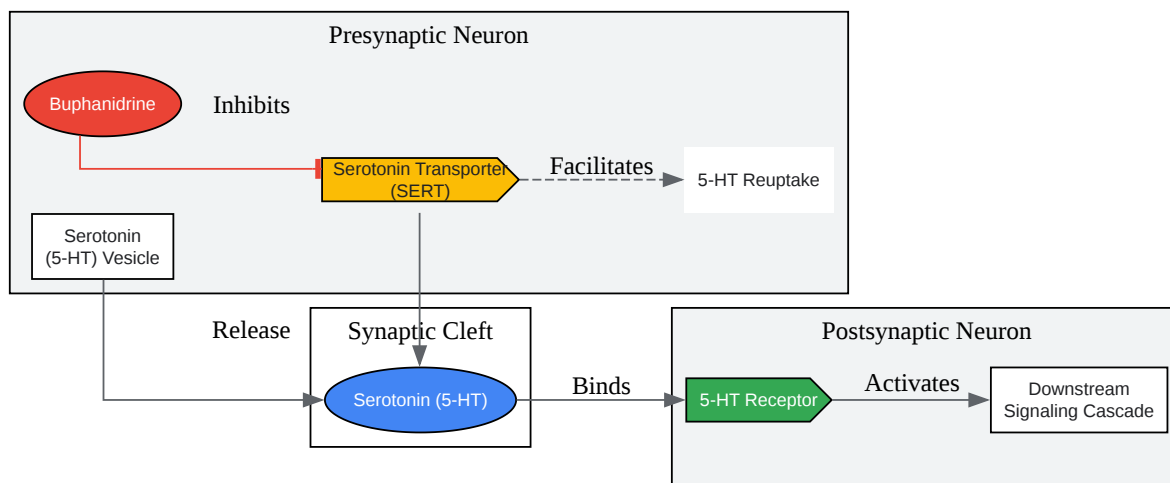 Presynaptic Neuron
Buphanidrine
Inhibits
Serotonin Transporter
(SERT)
Facilitates
5-HT Reuptake
Serotonin
(5-HT) Vesicle
Release
Synaptic Cleft
Serotonin (5-HT)
Binds
Postsynaptic Neuron
5-HT Receptor
Activates
Downstream
Signaling Cascade